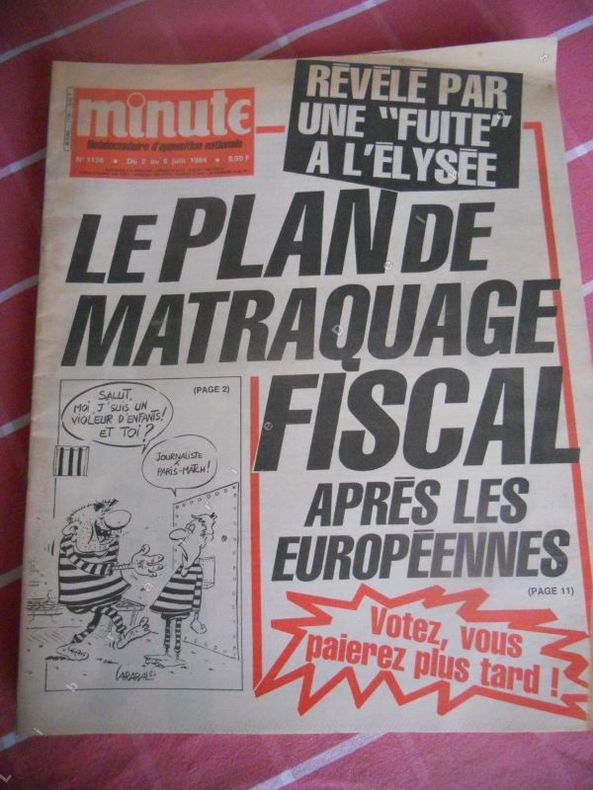 minute
Hebdomadaire d'opposition nationale
N° 1156 • Du 2 au 8 juin 1984 • 8,50 F
RÉVÉLÉ PAR
UNE "FUITE"
A L'ÉLYSÉE
LE PLAN DE
MATRAQUAGE
FISCAL
APRÈS LES
EUROPÉENNES
(PAGE 11)
Votez, vous
paierez plus tard !
(PAGE 2)
SALUT,
MOI, J'SUIS UN
VIOLEUR D'ENFANTS!
ET TOI?
JOURNALISTE
À
PARIS-MATCH!